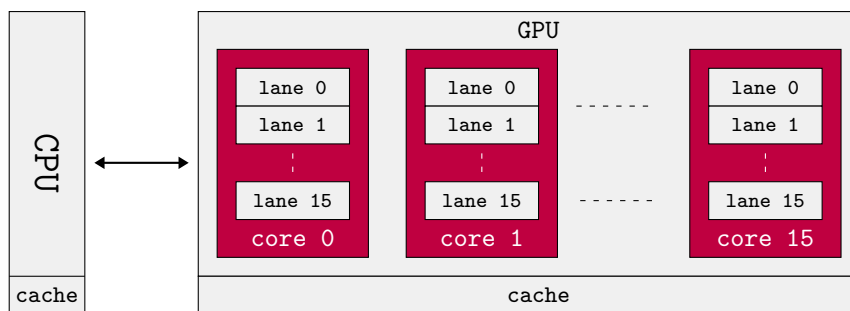 CPU
cache
GPU
lane 0
lane 1
lane 15
core 0
lane 0
lane 1
lane 15
core 1
lane 0
lane 1
lane 15
core 15
cache